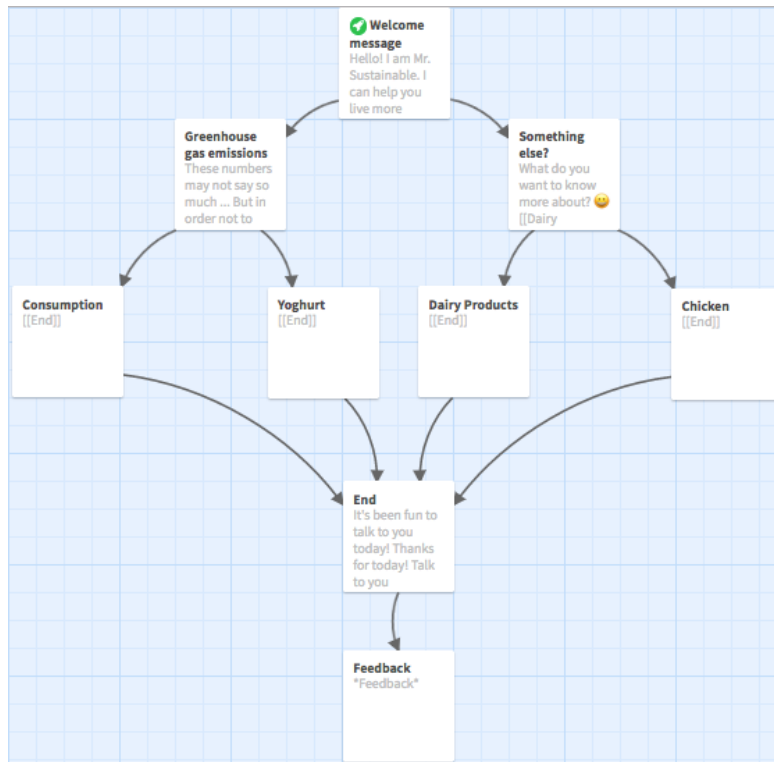 Welcome
message
Hello! I am Mr.
Sustainable. I
can help you
live more
Greenhouse
gas emissions
These numbers
may not say so
much ... But in
order not to
Something
else?
What do you
want to know
more about? 😀
[[Dairy
Consumption
[[End]]
Yoghurt
[[End]]
Dairy Products
[[End]]
Chicken
[[End]]
End
It's been fun to
talk to you
today! Thanks
for today! Talk
to you
Feedback
*Feedback*